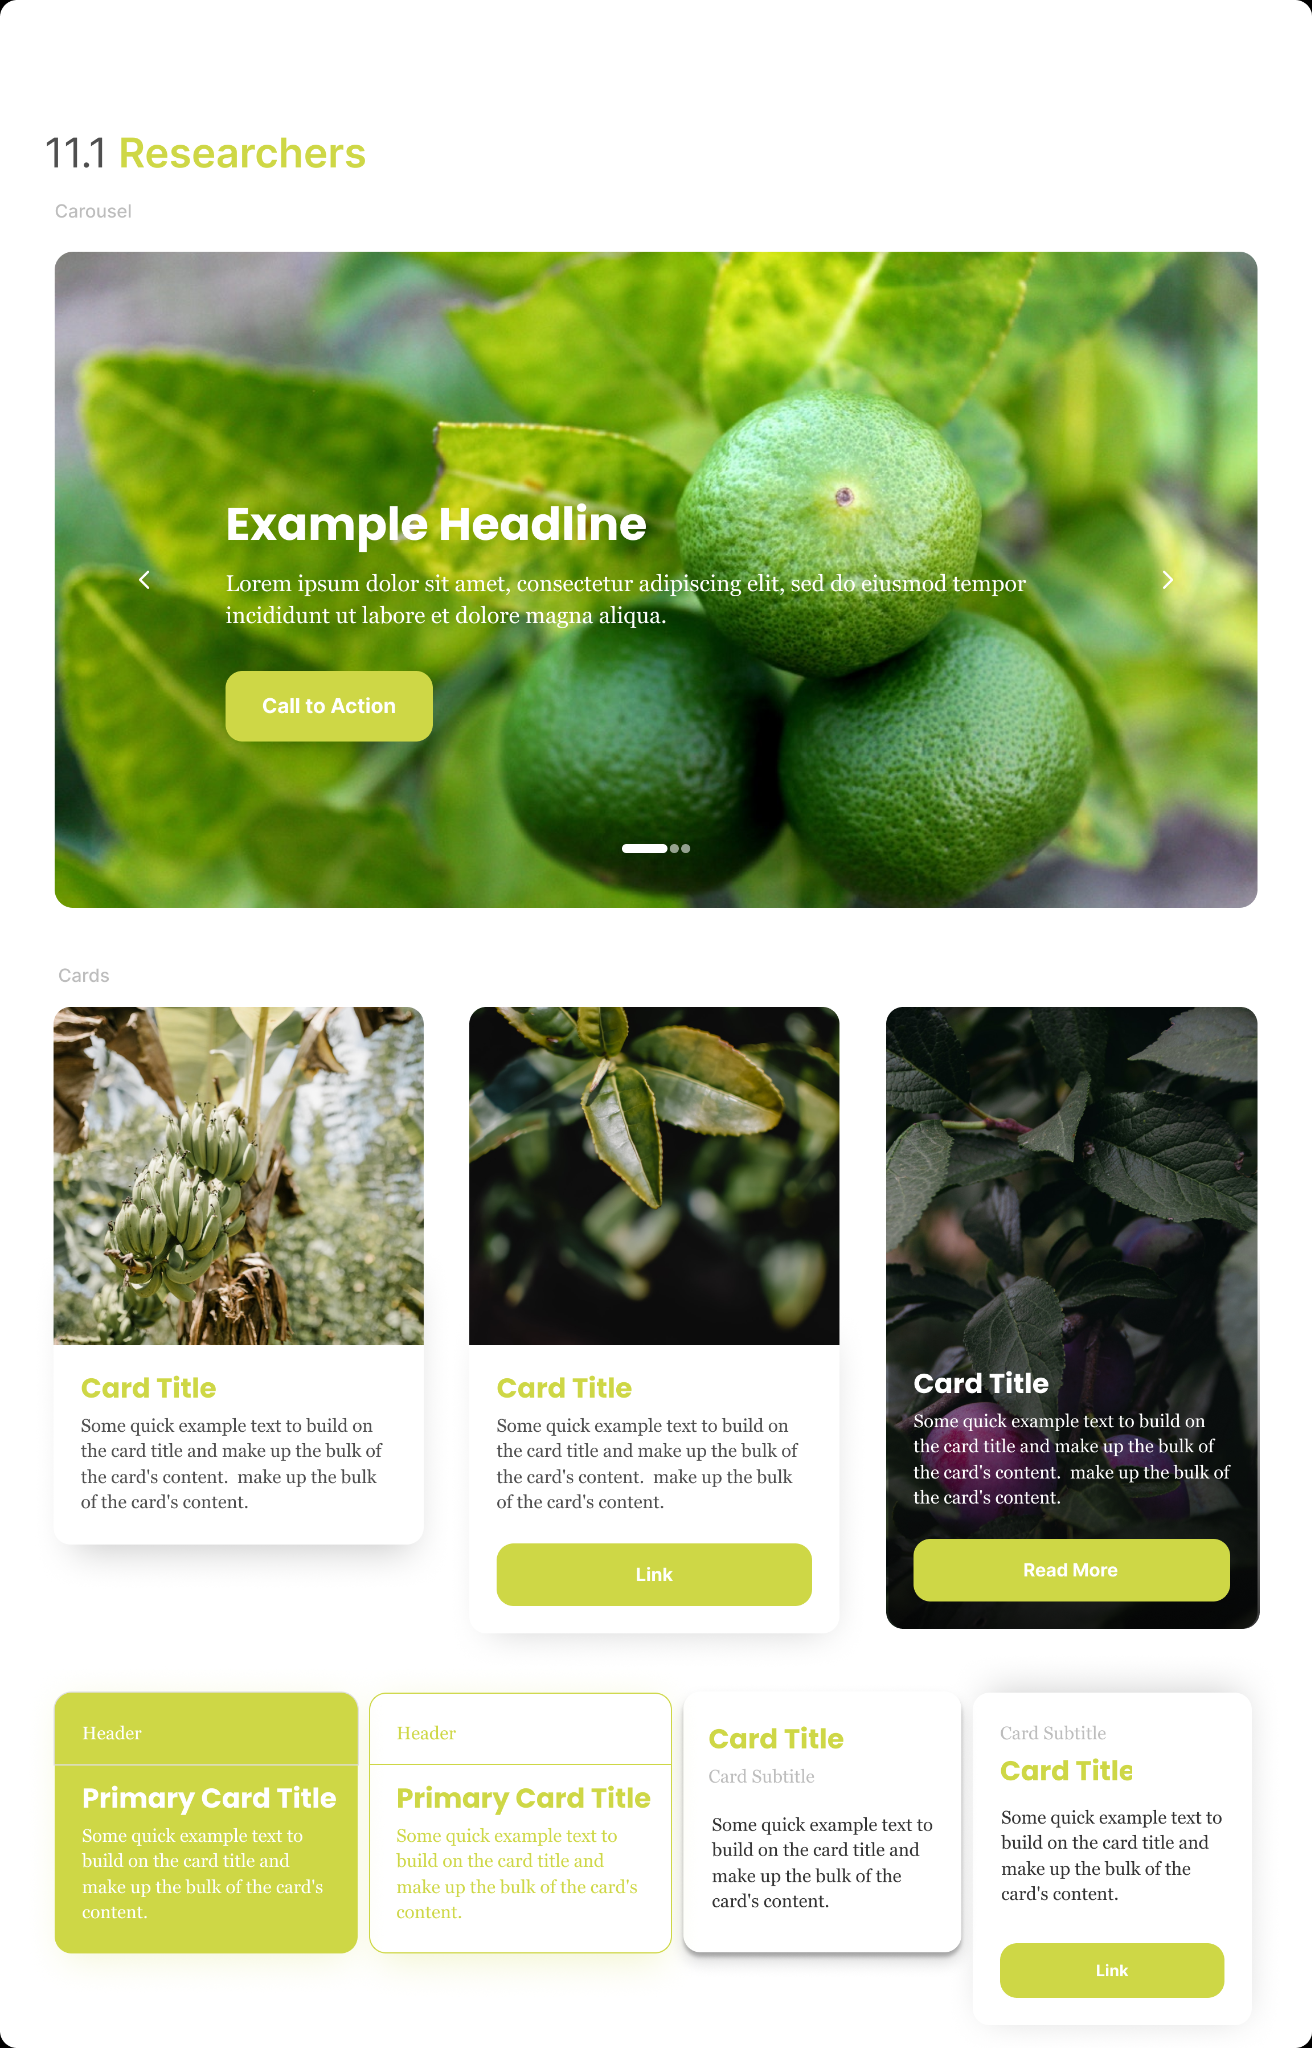 11.1 Researchers
Carousel
Example Headline
Lorem ipsum dolor sit amet, consectetur adipiscing elit, sed do eiusmod tempor
incididunt ut labore et dolore magna aliqua.
Call to Action
Cards
Card Title
Some quick example text to build on
the card title and make up the bulk of
the card's content.  make up the bulk
of the card's content.
Card Title
Some quick example text to build on
the card title and make up the bulk of
the card's content.  make up the bulk
of the card's content.
Link
Card Title
Some quick example text to build on
the card title and make up the bulk of
the card's content.  make up the bulk of
the card's content.
Read More
Header
Primary Card Title
Some quick example text to
build on the card title and
make up the bulk of the card's
content.
Header
Primary Card Title
Some quick example text to
build on the card title and
make up the bulk of the card's
content.
Card Title
Card Subtitle
Some quick example text to
build on the card title and
make up the bulk of the
card's content.
Card Subtitle
Card Title
Some quick example text to
build on the card title and
make up the bulk of the
card's content.
Link